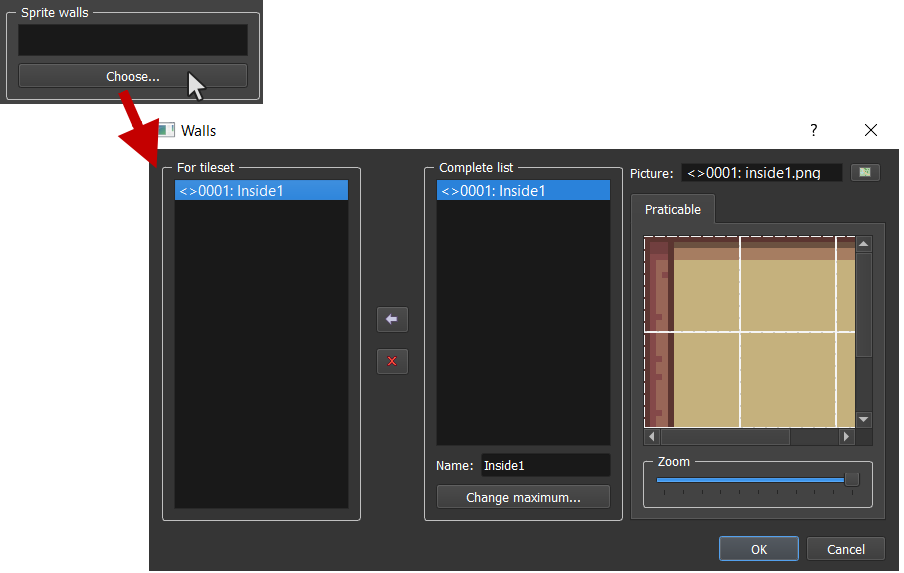 Sprite walls
Choose...
Walls
?
For tileset
<>0001: Inside1
Complete list
<>0001: Inside1
Name: Inside1
Change maximum...
Picture: <>0001: inside1.png
Praticable
Zoom
OK
Cancel